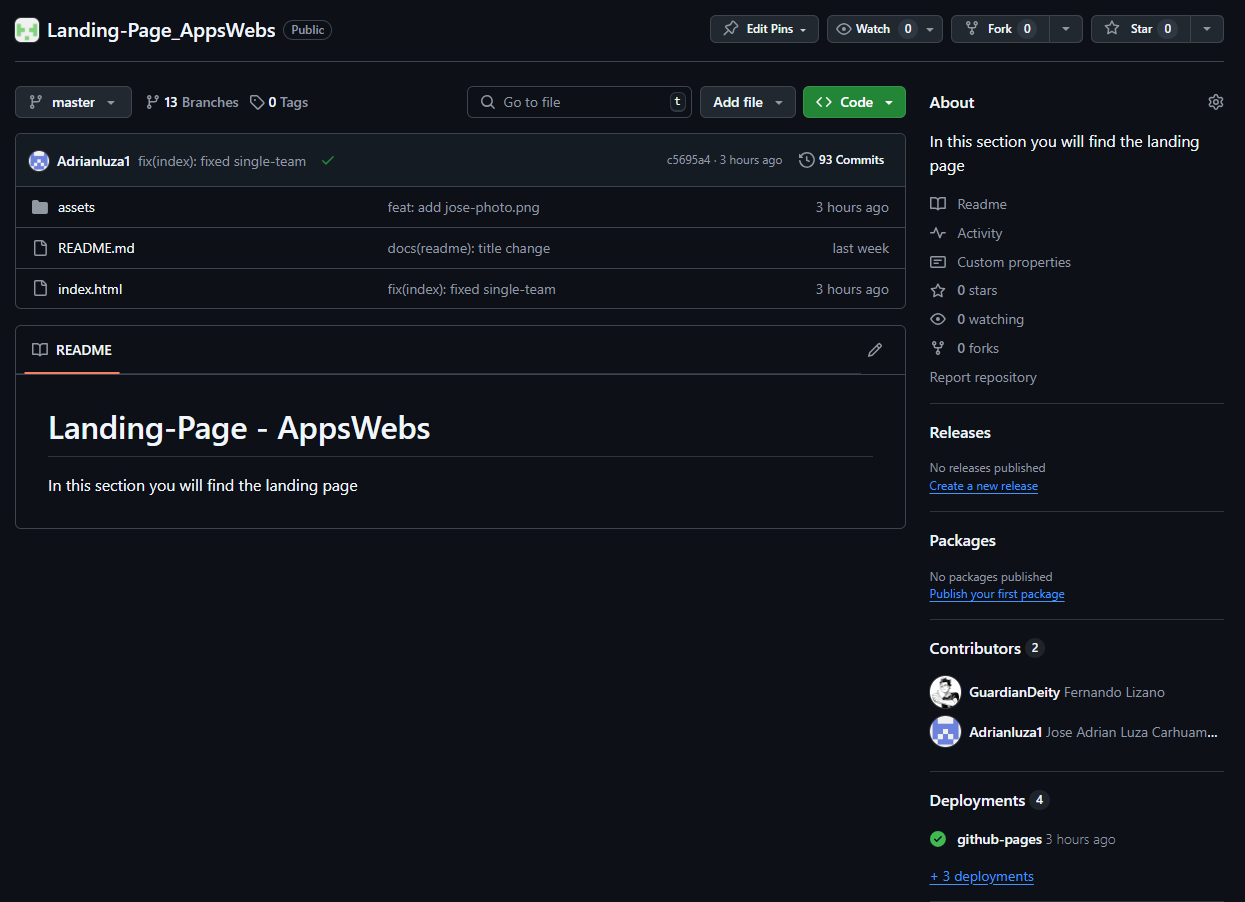 Landing-Page_AppsWebs Public Edit Pins Watch 0 Fork 0 Star 0
master 13 Branches 0 Tags Go to file t Add file Code
Adrianluza1 fix(index): fixed single-team c5695a4 · 3 hours ago 93 Commits
assets feat: add jose-photo.png 3 hours ago
README.md docs(readme): title change last week
index.html fix(index): fixed single-team 3 hours ago
README
Landing-Page - AppsWebs
In this section you will find the landing page
About
In this section you will find the landing
page
Readme
Activity
Custom properties
0 stars
0 watching
0 forks
Report repository
Releases
No releases published
Create a new release
Packages
No packages published
Publish your first package
Contributors 2
GuardianDeity Fernando Lizano
Adrianluza1 Jose Adrian Luza Carhuam...
Deployments 4
github-pages 3 hours ago
+ 3 deployments